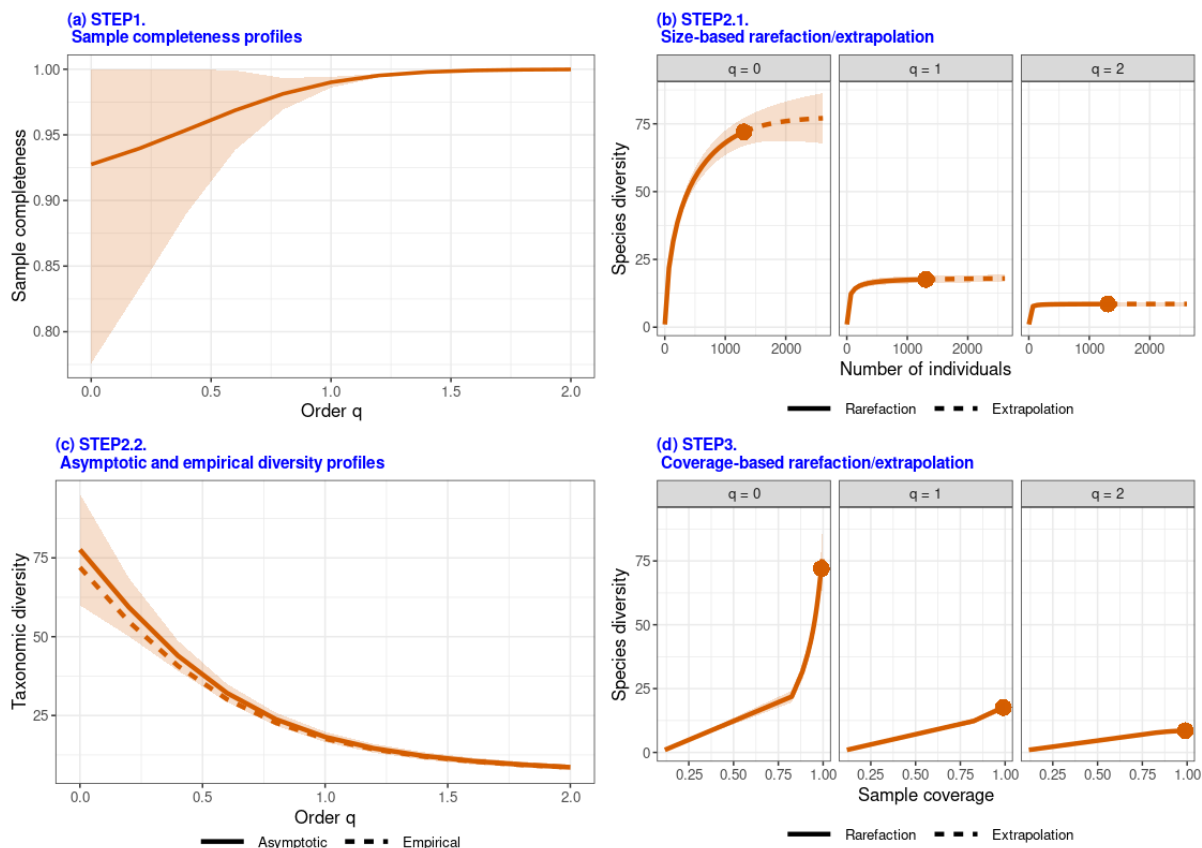 (a) STEP1.
Sample completeness profiles
1.00
0.95
0.90
0.85
0.80
Sample completeness
0.0 0.5 1.0 1.5 2.0
Order q
(b) STEP2.1.
Size-based rarefaction/extrapolation
q = 0 q = 1 q = 2
75
50
25
0
Species diversity
0 1000 2000 0 1000 2000 0 1000 2000
Number of individuals
Rarefaction Extrapolation
(c) STEP2.2.
Asymptotic and empirical diversity profiles
75
50
25
Taxonomic diversity
0.0 0.5 1.0 1.5 2.0
Order q
Asymptotic Empirical
(d) STEP3.
Coverage-based rarefaction/extrapolation
q = 0 q = 1 q = 2
75
50
25
0
Species diversity
0.25 0.50 0.75 1.00 0.25 0.50 0.75 1.00 0.25 0.50 0.75 1.00
Sample coverage
Rarefaction Extrapolation